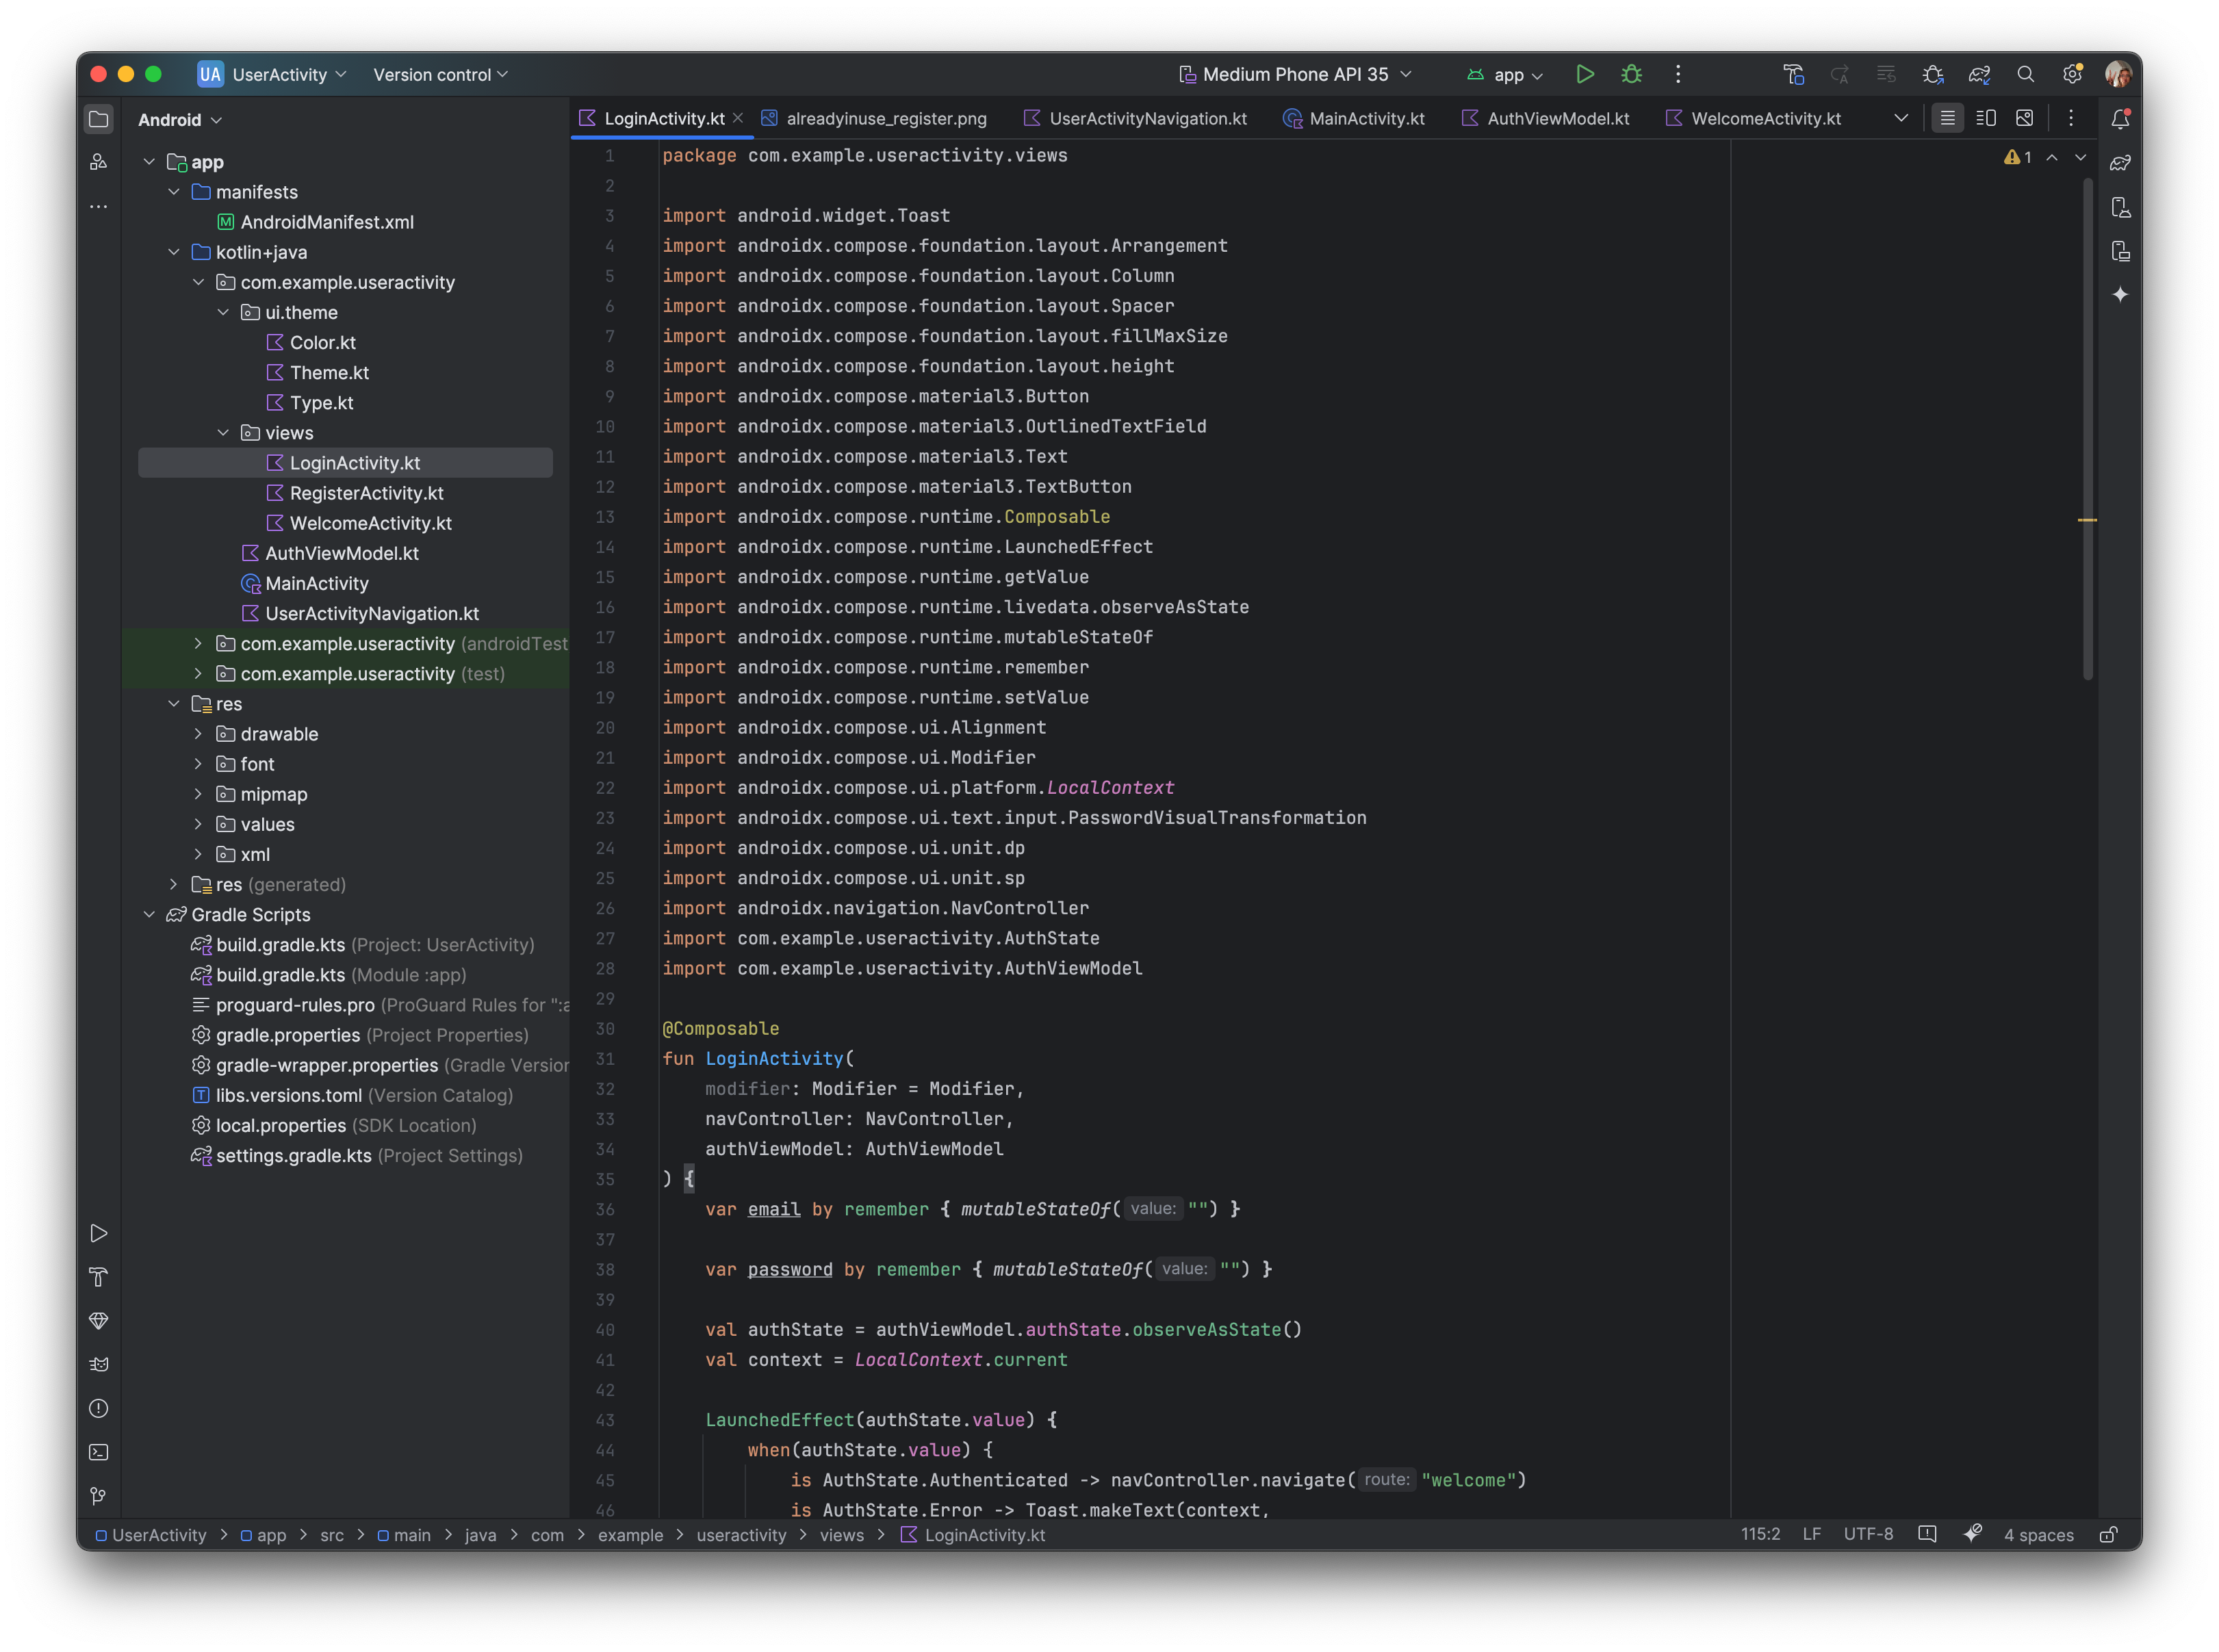 UA UserActivity Version control Medium Phone API 35 app
Android
app
manifests
AndroidManifest.xml
kotlin+java
com.example.useractivity
ui.theme
Color.kt
Theme.kt
Type.kt
views
LoginActivity.kt
RegisterActivity.kt
WelcomeActivity.kt
AuthViewModel.kt
MainActivity
UserActivityNavigation.kt
com.example.useractivity (androidTest
com.example.useractivity (test)
res
drawable
font
mipmap
values
xml
res (generated)
Gradle Scripts
build.gradle.kts (Project: UserActivity)
build.gradle.kts (Module :app)
proguard-rules.pro (ProGuard Rules for ":a
gradle.properties (Project Properties)
gradle-wrapper.properties (Gradle Version
libs.versions.toml (Version Catalog)
local.properties (SDK Location)
settings.gradle.kts (Project Settings)
LoginActivity.kt alreadyinuse_register.png UserActivityNavigation.kt MainActivity.kt AuthViewModel.kt WelcomeActivity.kt
1
1 package com.example.useractivity.views
2
3 import android.widget.Toast
4 import androidx.compose.foundation.layout.Arrangement
5 import androidx.compose.foundation.layout.Column
6 import androidx.compose.foundation.layout.Spacer
7 import androidx.compose.foundation.layout.fillMaxSize
8 import androidx.compose.foundation.layout.height
9 import androidx.compose.material3.Button
10 import androidx.compose.material3.OutlinedTextField
11 import androidx.compose.material3.Text
12 import androidx.compose.material3.TextButton
13 import androidx.compose.runtime.Composable
14 import androidx.compose.runtime.LaunchedEffect
15 import androidx.compose.runtime.getValue
16 import androidx.compose.runtime.livedata.observeAsState
17 import androidx.compose.runtime.mutableStateOf
18 import androidx.compose.runtime.remember
19 import androidx.compose.runtime.setValue
20 import androidx.compose.ui.Alignment
21 import androidx.compose.ui.Modifier
22 import androidx.compose.ui.platform.LocalContext
23 import androidx.compose.ui.text.input.PasswordVisualTransformation
24 import androidx.compose.ui.unit.dp
25 import androidx.compose.ui.unit.sp
26 import androidx.navigation.NavController
27 import com.example.useractivity.AuthState
28 import com.example.useractivity.AuthViewModel
29
30 @Composable
31 fun LoginActivity(
32 modifier: Modifier = Modifier,
33 navController: NavController,
34 authViewModel: AuthViewModel
35 ) {
36 var email by remember { mutableStateOf( value: "") }
37
38 var password by remember { mutableStateOf( value: "") }
39
40 val authState = authViewModel.authState.observeAsState()
41 val context = LocalContext.current
42
43 LaunchedEffect(authState.value) {
44 when(authState.value) {
45 is AuthState.Authenticated -> navController.navigate( route: "welcome")
46 is AuthState.Error -> Toast.makeText(context,
UserActivity > app > src > main > java > com > example > useractivity > views > LoginActivity.kt 115:2 LF UTF-8 4 spaces